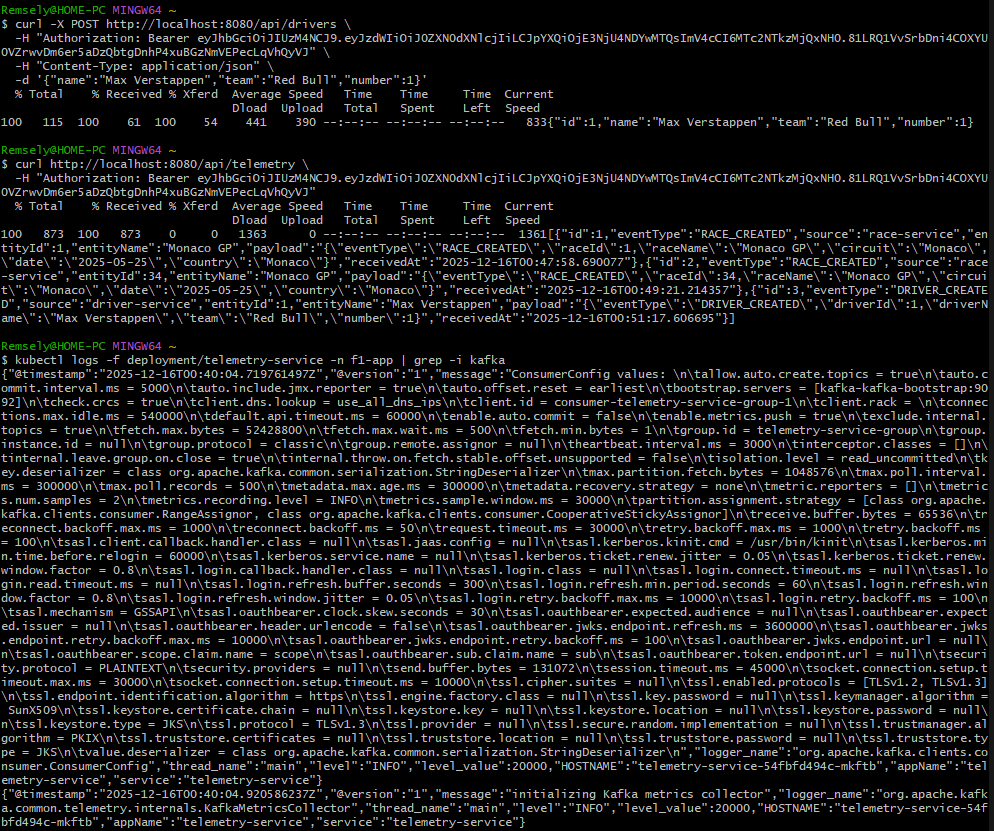 Remsely@HOME-PC MINGW64 ~
$ curl -X POST http://localhost:8080/api/drivers \
  -H "Authorization: Bearer eyJhbGciOiJIUzM4NCJ9.eyJzdWIiOiJ0ZXN0dXNlcjIiLCJpYXQiOjE3NjU4NDYwMTQsImV4cCI6MTc2NTkzMjQxNH0.81LRQ1VvSrbDni4COXYU
OVZrwvDm6er5aDzQbtgDnhP4xuBGzNmVEPecLqVhQyVJ" \
  -H "Content-Type: application/json" \
  -d '{"name":"Max Verstappen","team":"Red Bull","number":1}'
  % Total    % Received % Xferd  Average Speed   Time    Time     Time  Current
                                 Dload  Upload   Total   Spent    Left  Speed
100   115  100    61  100    54    441    390 --:--:-- --:--:-- --:--:--   833{"id":1,"name":"Max Verstappen","team":"Red Bull","number":1}
Remsely@HOME-PC MINGW64 ~
$ curl http://localhost:8080/api/telemetry \
  -H "Authorization: Bearer eyJhbGciOiJIUzM4NCJ9.eyJzdWIiOiJ0ZXN0dXNlcjIiLCJpYXQiOjE3NjU4NDYwMTQsImV4cCI6MTc2NTkzMjQxNH0.81LRQ1VvSrbDni4COXYU
OVZrwvDm6er5aDzQbtgDnhP4xuBGzNmVEPecLqVhQyVJ"
  % Total    % Received % Xferd  Average Speed   Time    Time     Time  Current
                                 Dload  Upload   Total   Spent    Left  Speed
100   873  100   873    0     0   1363      0 --:--:-- --:--:-- --:--:--  1361[{"id":1,"eventType":"RACE_CREATED","source":"race-service","en
tityId":1,"entityName":"Monaco GP","payload":"{\"eventType\":\"RACE_CREATED\",\"raceId\":1,\"raceName\":\"Monaco GP\",\"circuit\":\"Monaco\",
\"date\":\"2025-05-25\",\"country\":\"Monaco\"}","receivedAt":"2025-12-16T00:47:58.690077"},{"id":2,"eventType":"RACE_CREATED","source":"race
-service","entityId":34,"entityName":"Monaco GP","payload":"{\"eventType\":\"RACE_CREATED\",\"raceId\":34,\"raceName\":\"Monaco GP\",\"circui
t\":\"Monaco\",\"date\":\"2025-05-25\",\"country\":\"Monaco\"}","receivedAt":"2025-12-16T00:49:21.214357"},{"id":3,"eventType":"DRIVER_CREATE
D","source":"driver-service","entityId":1,"entityName":"Max Verstappen","payload":"{\"eventType\":\"DRIVER_CREATED\",\"driverId\":1,\"driverN
ame\":\"Max Verstappen\",\"team\":\"Red Bull\",\"number\":1}","receivedAt":"2025-12-16T00:51:17.606695"}]
Remsely@HOME-PC MINGW64 ~
$ kubectl logs -f deployment/telemetry-service -n f1-app | grep -i kafka
{"@timestamp":"2025-12-16T00:40:04.719761497Z","@version":"1","message":"ConsumerConfig values: \n\tallow.auto.create.topics = true\n\tauto.c
ommit.interval.ms = 5000\n\tauto.include.jmx.reporter = true\n\tauto.offset.reset = earliest\n\tbootstrap.servers = [kafka-kafka-bootstrap:90
92]\n\tcheck.crcs = true\n\tclient.dns.lookup = use_all_dns_ips\n\tclient.id = consumer-telemetry-service-group-1\n\tclient.rack = \n\tconnec
tions.max.idle.ms = 540000\n\tdefault.api.timeout.ms = 60000\n\tenable.auto.commit = false\n\tenable.metrics.push = true\n\texclude.internal.
topics = true\n\tfetch.max.bytes = 52428800\n\tfetch.max.wait.ms = 500\n\tfetch.min.bytes = 1\n\tgroup.id = telemetry-service-group\n\tgroup.
instance.id = null\n\tgroup.protocol = classic\n\tgroup.remote.assignor = null\n\theartbeat.interval.ms = 3000\n\tinterceptor.classes = []\n\
tinternal.leave.group.on.close = true\n\tinternal.throw.on.fetch.stable.offset.unsupported = false\n\tisolation.level = read_uncommitted\n\tk
ey.deserializer = class org.apache.kafka.common.serialization.StringDeserializer\n\tmax.partition.fetch.bytes = 1048576\n\tmax.poll.interval.
ms = 300000\n\tmax.poll.records = 500\n\tmetadata.max.age.ms = 300000\n\tmetadata.recovery.strategy = none\n\tmetric.reporters = []\n\tmetric
s.num.samples = 2\n\tmetrics.recording.level = INFO\n\tmetrics.sample.window.ms = 30000\n\tpartition.assignment.strategy = [class org.apache.
kafka.clients.consumer.RangeAssignor, class org.apache.kafka.clients.consumer.CooperativeStickyAssignor]\n\treceive.buffer.bytes = 65536\n\tr
econnect.backoff.max.ms = 1000\n\treconnect.backoff.ms = 50\n\trequest.timeout.ms = 30000\n\tretry.backoff.max.ms = 1000\n\tretry.backoff.ms
= 100\n\tsasl.client.callback.handler.class = null\n\tsasl.jaas.config = null\n\tsasl.kerberos.kinit.cmd = /usr/bin/kinit\n\tsasl.kerberos.mi
n.time.before.relogin = 60000\n\tsasl.kerberos.service.name = null\n\tsasl.kerberos.ticket.renew.jitter = 0.05\n\tsasl.kerberos.ticket.renew.
window.factor = 0.8\n\tsasl.login.callback.handler.class = null\n\tsasl.login.class = null\n\tsasl.login.connect.timeout.ms = null\n\tsasl.lo
gin.read.timeout.ms = null\n\tsasl.login.refresh.buffer.seconds = 300\n\tsasl.login.refresh.min.period.seconds = 60\n\tsasl.login.refresh.win
dow.factor = 0.8\n\tsasl.login.refresh.window.jitter = 0.05\n\tsasl.login.retry.backoff.max.ms = 10000\n\tsasl.login.retry.backoff.ms = 100\n
\tsasl.mechanism = GSSAPI\n\tsasl.oauthbearer.clock.skew.seconds = 30\n\tsasl.oauthbearer.expected.audience = null\n\tsasl.oauthbearer.expect
ed.issuer = null\n\tsasl.oauthbearer.header.urlencode = false\n\tsasl.oauthbearer.jwks.endpoint.refresh.ms = 3600000\n\tsasl.oauthbearer.jwks
.endpoint.retry.backoff.max.ms = 10000\n\tsasl.oauthbearer.jwks.endpoint.retry.backoff.ms = 100\n\tsasl.oauthbearer.jwks.endpoint.url = null\
n\tsasl.oauthbearer.scope.claim.name = scope\n\tsasl.oauthbearer.sub.claim.name = sub\n\tsasl.oauthbearer.token.endpoint.url = null\n\tsecuri
ty.protocol = PLAINTEXT\n\tsecurity.providers = null\n\tsend.buffer.bytes = 131072\n\tsession.timeout.ms = 45000\n\tsocket.connection.setup.t
imeout.max.ms = 30000\n\tsocket.connection.setup.timeout.ms = 10000\n\tssl.cipher.suites = null\n\tssl.enabled.protocols = [TLSv1.2, TLSv1.3]
\n\tssl.endpoint.identification.algorithm = https\n\tssl.engine.factory.class = null\n\tssl.key.password = null\n\tssl.keymanager.algorithm =
 SunX509\n\tssl.keystore.certificate.chain = null\n\tssl.keystore.key = null\n\tssl.keystore.location = null\n\tssl.keystore.password = null\
n\tssl.keystore.type = JKS\n\tssl.protocol = TLSv1.3\n\tssl.provider = null\n\tssl.secure.random.implementation = null\n\tssl.trustmanager.al
gorithm = PKIX\n\tssl.truststore.certificates = null\n\tssl.truststore.location = null\n\tssl.truststore.password = null\n\tssl.truststore.ty
pe = JKS\n\tvalue.deserializer = class org.apache.kafka.common.serialization.StringDeserializer\n","logger_name":"org.apache.kafka.clients.co
nsumer.ConsumerConfig","thread_name":"main","level":"INFO","level_value":20000,"HOSTNAME":"telemetry-service-54fbfd494c-mkftb","appName":"tel
emetry-service","service":"telemetry-service"}
{"@timestamp":"2025-12-16T00:40:04.920586237Z","@version":"1","message":"initializing Kafka metrics collector","logger_name":"org.apache.kafk
a.common.telemetry.internals.KafkaMetricsCollector","thread_name":"main","level":"INFO","level_value":20000,"HOSTNAME":"telemetry-service-54f
bfd494c-mkftb","appName":"telemetry-service","service":"telemetry-service"}